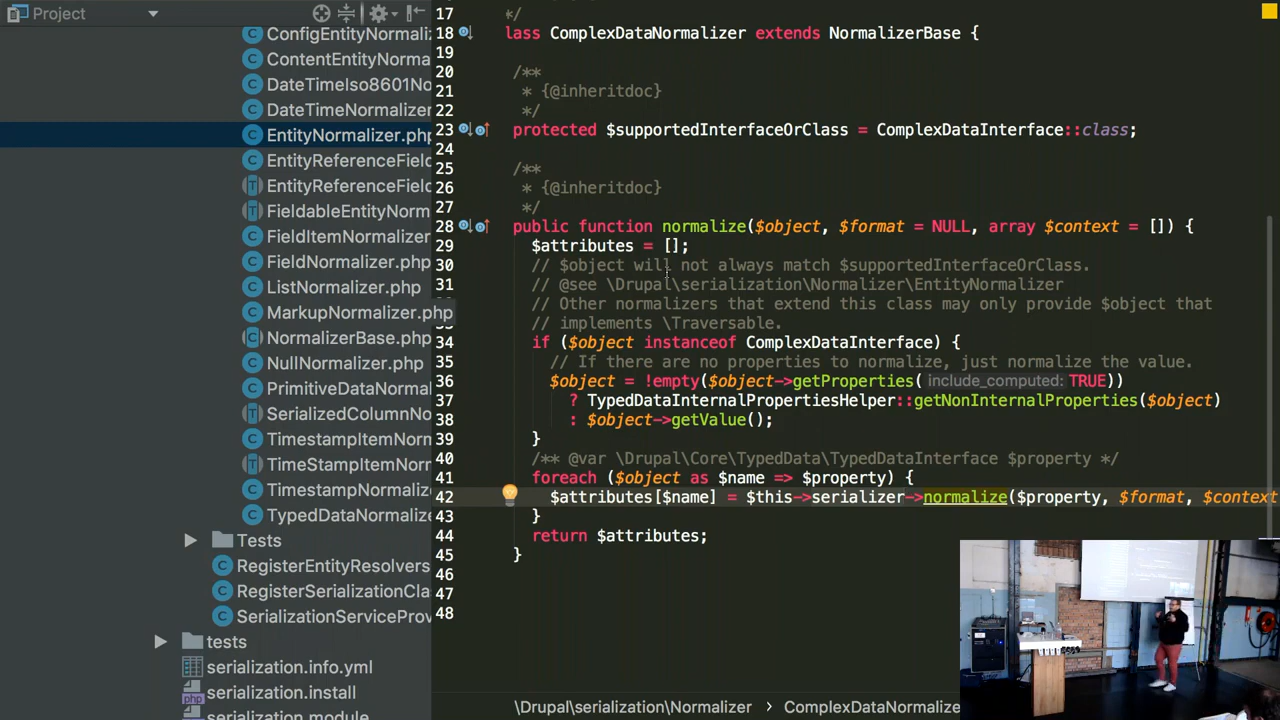 Project
ConfigEntityNormaliz
ContentEntityNorma
DateTimeIso8601No
DateTimeNormalizer
EntityNormalizer.php
EntityReferenceField
EntityReferenceField
FieldableEntityNorm
FieldItemNormalizer
FieldNormalizer.php
ListNormalizer.php
MarkupNormalizer.php
NormalizerBase.php
NullNormalizer.php
PrimitiveDataNormal
SerializedColumnNo
TimestampItemNorm
TimeStampItemNorm
TimestampNormalize
TypedDataNormalize
Tests
RegisterEntityResolvers
RegisterSerializationCla
SerializationServiceProv
tests
serialization.info.yml
serialization.install
serialization.module
17 */
18 lass ComplexDataNormalizer extends NormalizerBase {
19
20 /**
21 * {@inheritdoc}
22 */
23 protected $supportedInterfaceOrClass = ComplexDataInterface::class;
24
25 /**
26 * {@inheritdoc}
27 */
28 public function normalize($object, $format = NULL, array $context = []) {
29 $attributes = [];
30 // $object will not always match $supportedInterfaceOrClass.
31 // @see \Drupal\serialization\Normalizer\EntityNormalizer
// Other normalizers that extend this class may only provide $object that
// implements \Traversable.
34 if ($object instanceof ComplexDataInterface) {
35 // If there are no properties to normalize, just normalize the value.
36 $object = !empty($object->getProperties( include_computed: TRUE))
37 ? TypedDataInternalPropertiesHelper::getNonInternalProperties($object)
38 : $object->getValue();
39 }
40 /** @var \Drupal\Core\TypedData\TypedDataInterface $property */
41 foreach ($object as $name => $property) {
42 $attributes[$name] = $this->serializer->normalize($property, $format, $context
43 }
44 return $attributes;
45 }
46
47
48
\Drupal\serialization\Normalizer › ComplexDataNormalize